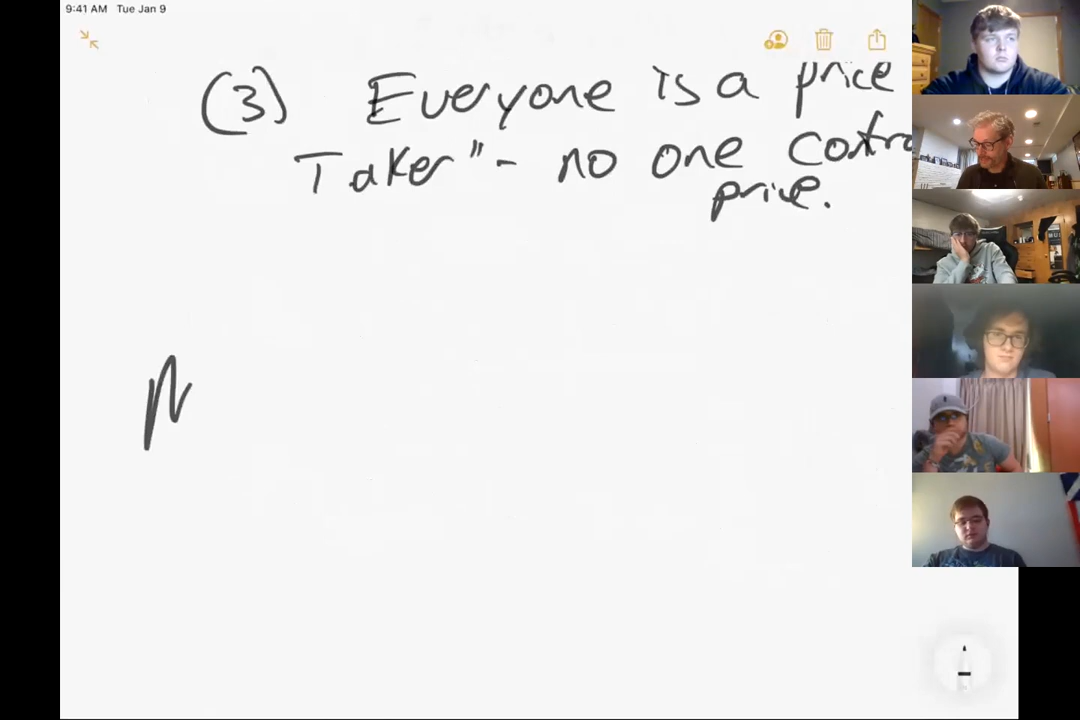 9:41 AM Tue Jan 9
(3) Everyone is a price
Taker" - no one contro
price.